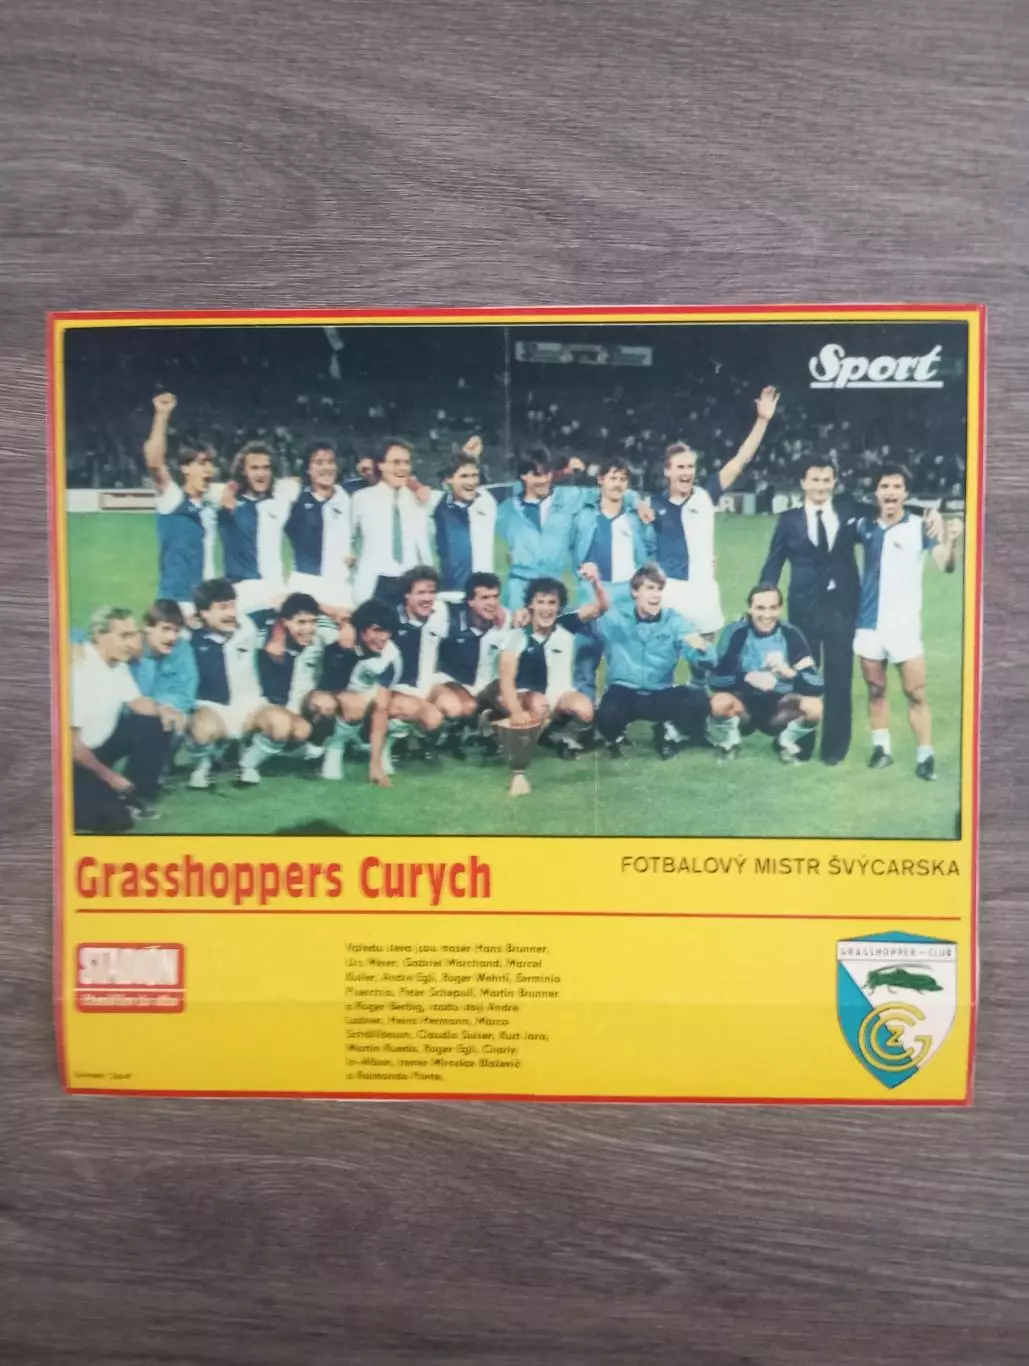 Sport
Grasshoppers Curych
FOTBALOVÝ MISTR ŠVÝCARSKA
STADIÓN
Vpředu zleva jsou masér Hans Brunner,
Urs Meier, Gabriel Marchand, Marcel
Koller, André Egli, Roger Wehrli, Erminio
Piserchia, Peter Schepull, Martin Brunner
a Roger Berbig, vzadu stojí André
Ladner, Heinz Hermann, Marco
Schällibaum, Claudio Sulser, Kurt Jara,
Martin Rueda, Roger Egli, Charly
In-Albon, trenér Miroslav Blažević
a Raimondo Ponte.
GRASSHOPPER-CLUB
GCZ